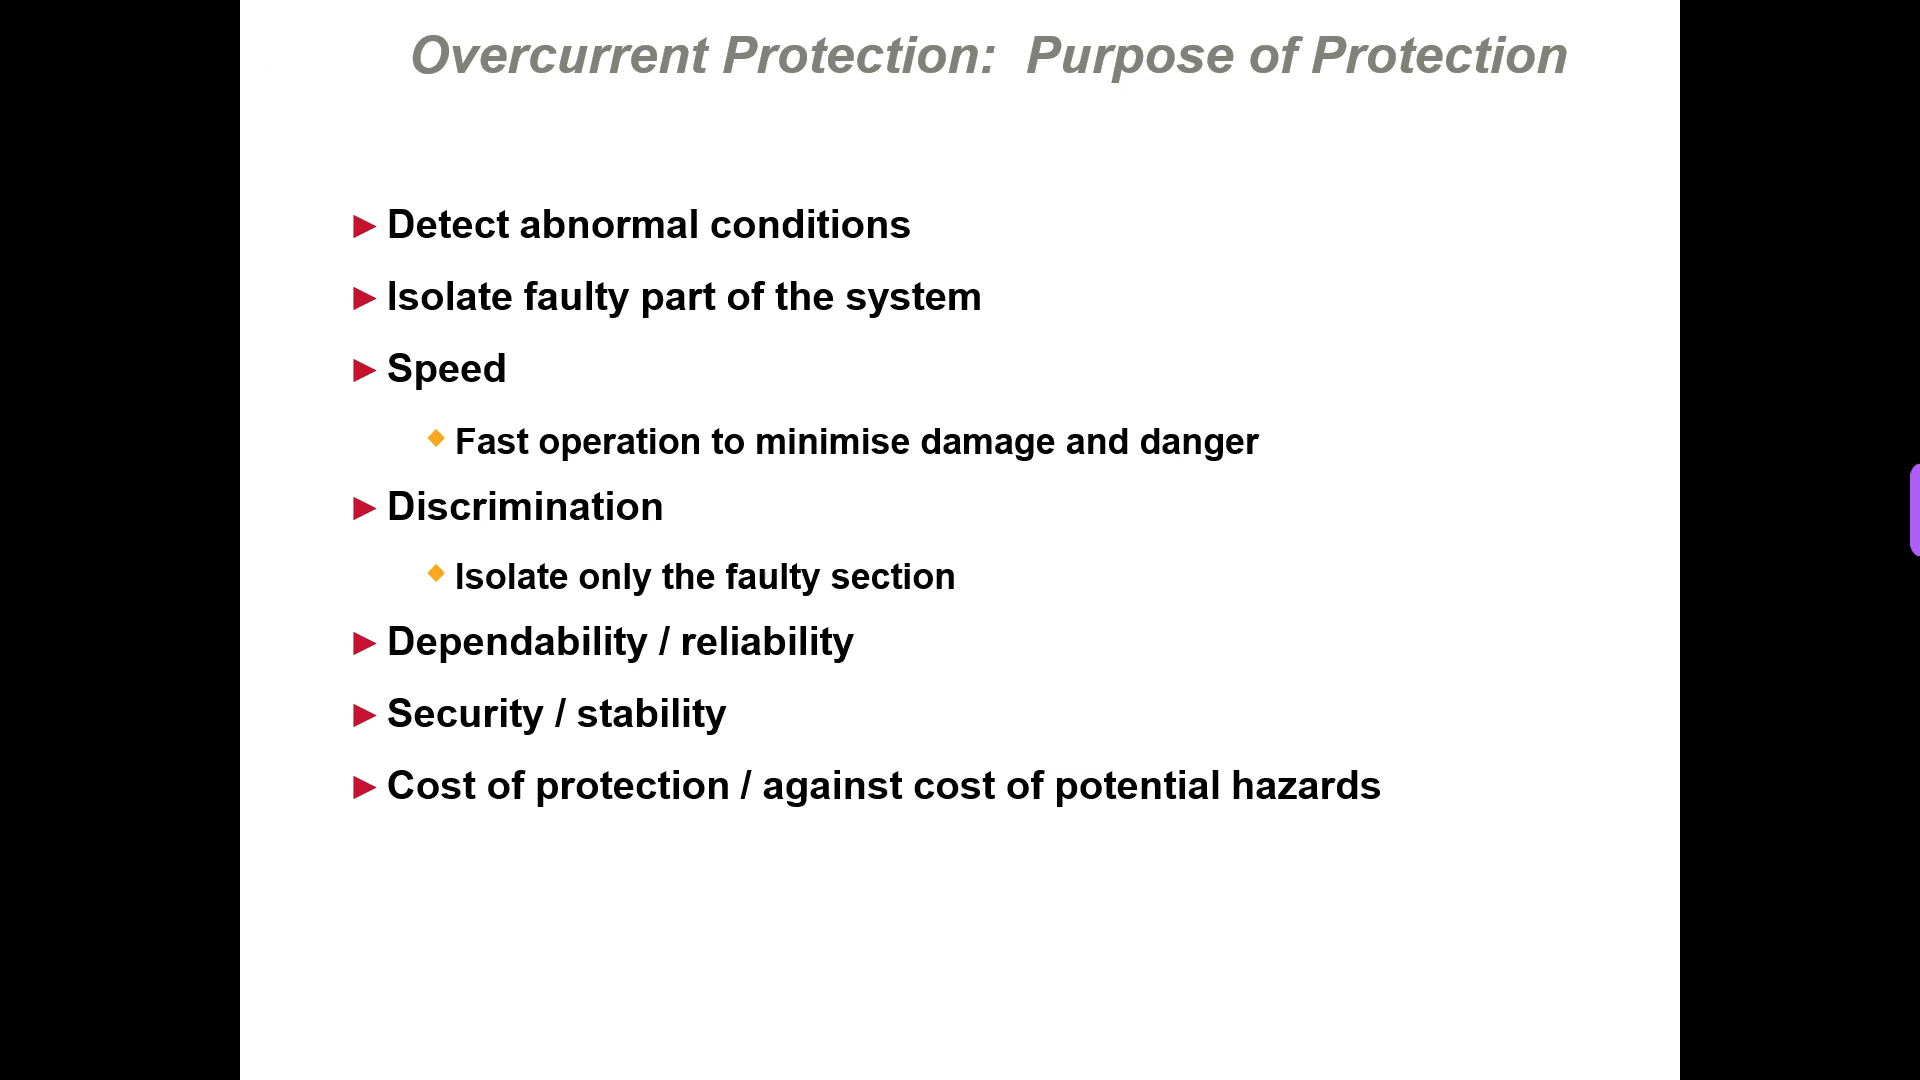 Overcurrent Protection: Purpose of Protection
► Detect abnormal conditions
► Isolate faulty part of the system
► Speed
◆ Fast operation to minimise damage and danger
► Discrimination
◆ Isolate only the faulty section
► Dependability / reliability
► Security / stability
► Cost of protection / against cost of potential hazards